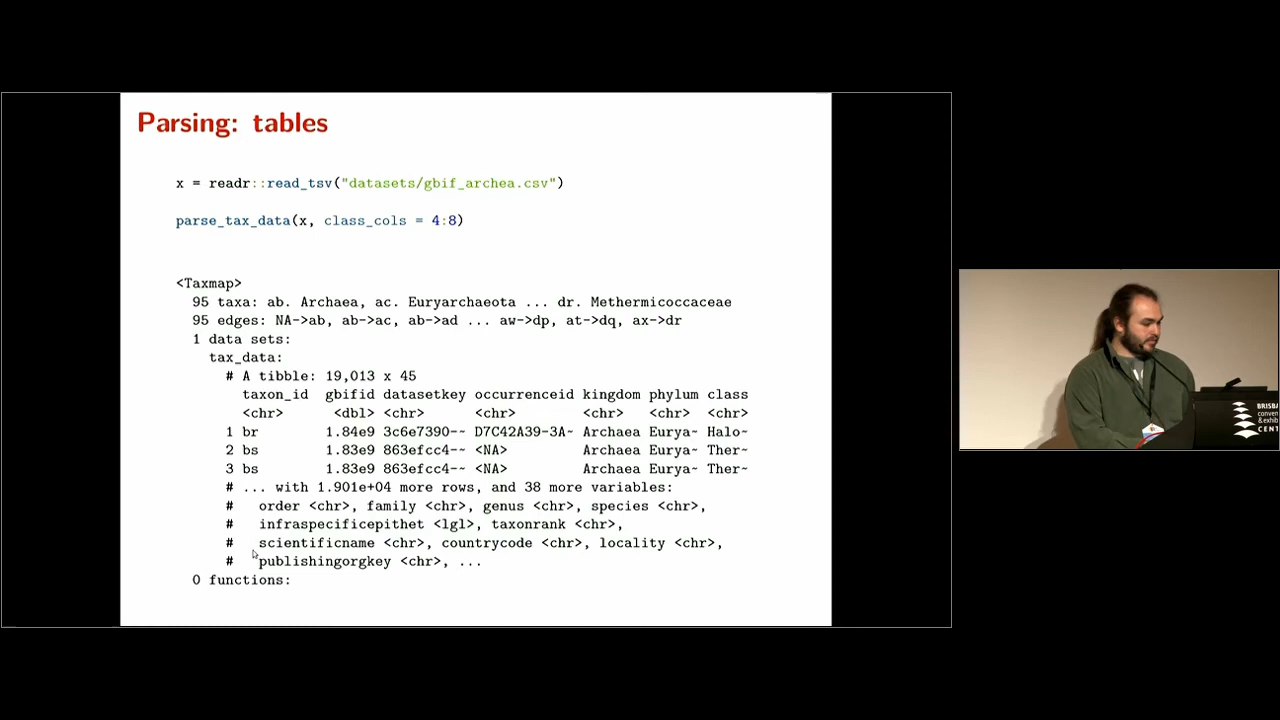 Parsing: tables
x = readr::read_tsv("datasets/gbif_archea.csv")
parse_tax_data(x, class_cols = 4:8)
<Taxmap>
95 taxa: ab. Archaea, ac. Euryarchaeota ... dr. Methermicoccaceae
95 edges: NA->ab, ab->ac, ab->ad ... aw->dp, at->dq, ax->dr
1 data sets:
tax_data:
# A tibble: 19,013 x 45
taxon_id gbifid datasetkey occurrenceid kingdom phylum class
<chr> <dbl> <chr> <chr> <chr> <chr> <chr>
1 br 1.84e9 3c6e7390-~ D7C42A39-3A~ Archaea Eurya~ Halo~
2 bs 1.83e9 863efcc4-~ <NA> Archaea Eurya~ Ther~
3 bs 1.83e9 863efcc4-~ <NA> Archaea Eurya~ Ther~
# ... with 1.901e+04 more rows, and 38 more variables:
# order <chr>, family <chr>, genus <chr>, species <chr>,
# infraspecificepithet <lgl>, taxonrank <chr>,
# scientificname <chr>, countrycode <chr>, locality <chr>,
# publishingorgkey <chr>, ...
0 functions:
BRISBA
conven
& exhib
CENT